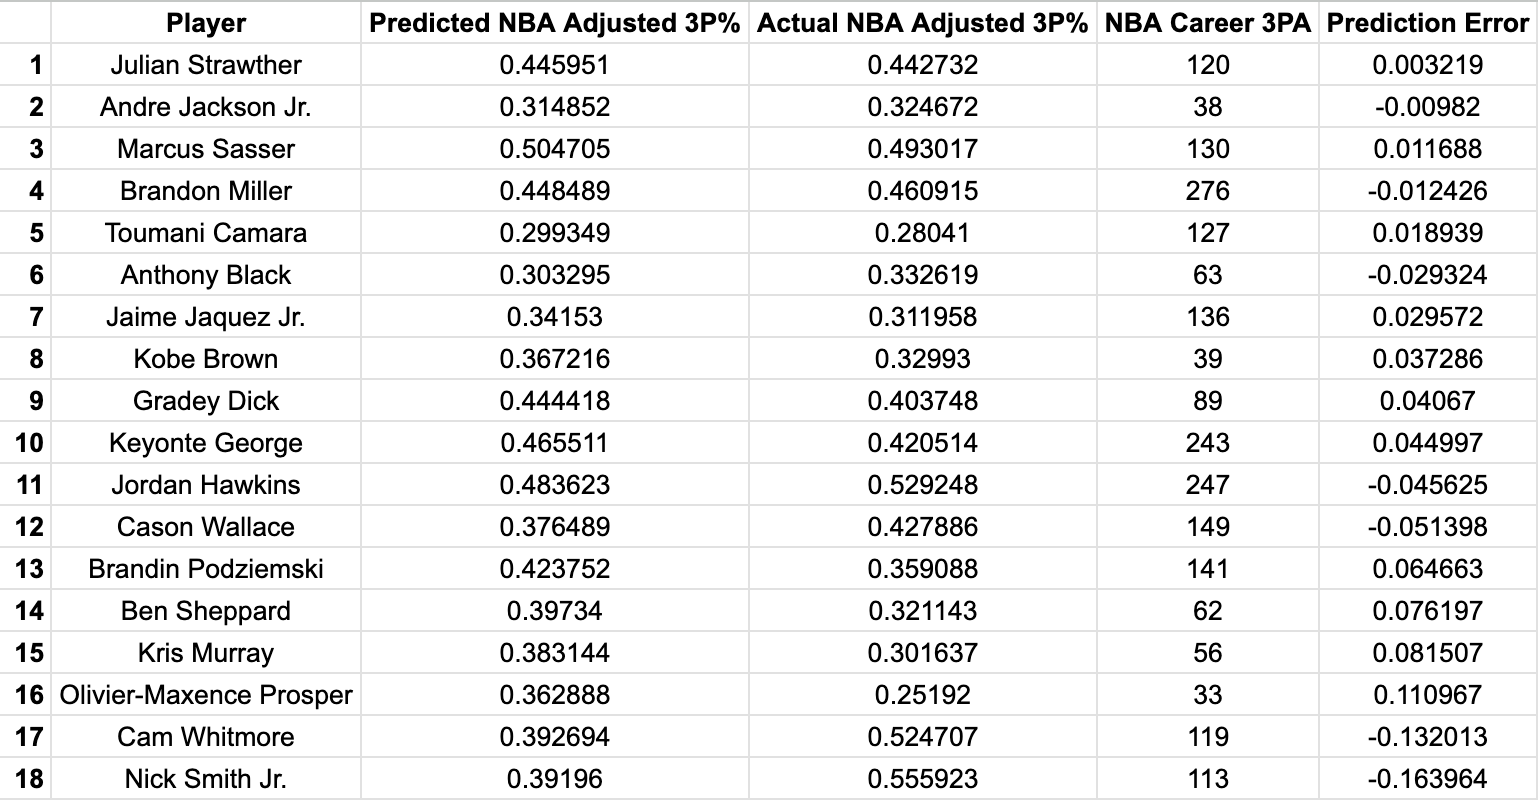 Player Predicted NBA Adjusted 3P% Actual NBA Adjusted 3P% NBA Career 3PA Prediction Error
1 Julian Strawther 0.445951 0.442732 120 0.003219
2 Andre Jackson Jr. 0.314852 0.324672 38 -0.00982
3 Marcus Sasser 0.504705 0.493017 130 0.011688
4 Brandon Miller 0.448489 0.460915 276 -0.012426
5 Toumani Camara 0.299349 0.28041 127 0.018939
6 Anthony Black 0.303295 0.332619 63 -0.029324
7 Jaime Jaquez Jr. 0.34153 0.311958 136 0.029572
8 Kobe Brown 0.367216 0.32993 39 0.037286
9 Gradey Dick 0.444418 0.403748 89 0.04067
10 Keyonte George 0.465511 0.420514 243 0.044997
11 Jordan Hawkins 0.483623 0.529248 247 -0.045625
12 Cason Wallace 0.376489 0.427886 149 -0.051398
13 Brandin Podziemski 0.423752 0.359088 141 0.064663
14 Ben Sheppard 0.39734 0.321143 62 0.076197
15 Kris Murray 0.383144 0.301637 56 0.081507
16 Olivier-Maxence Prosper 0.362888 0.25192 33 0.110967
17 Cam Whitmore 0.392694 0.524707 119 -0.132013
18 Nick Smith Jr. 0.39196 0.555923 113 -0.163964